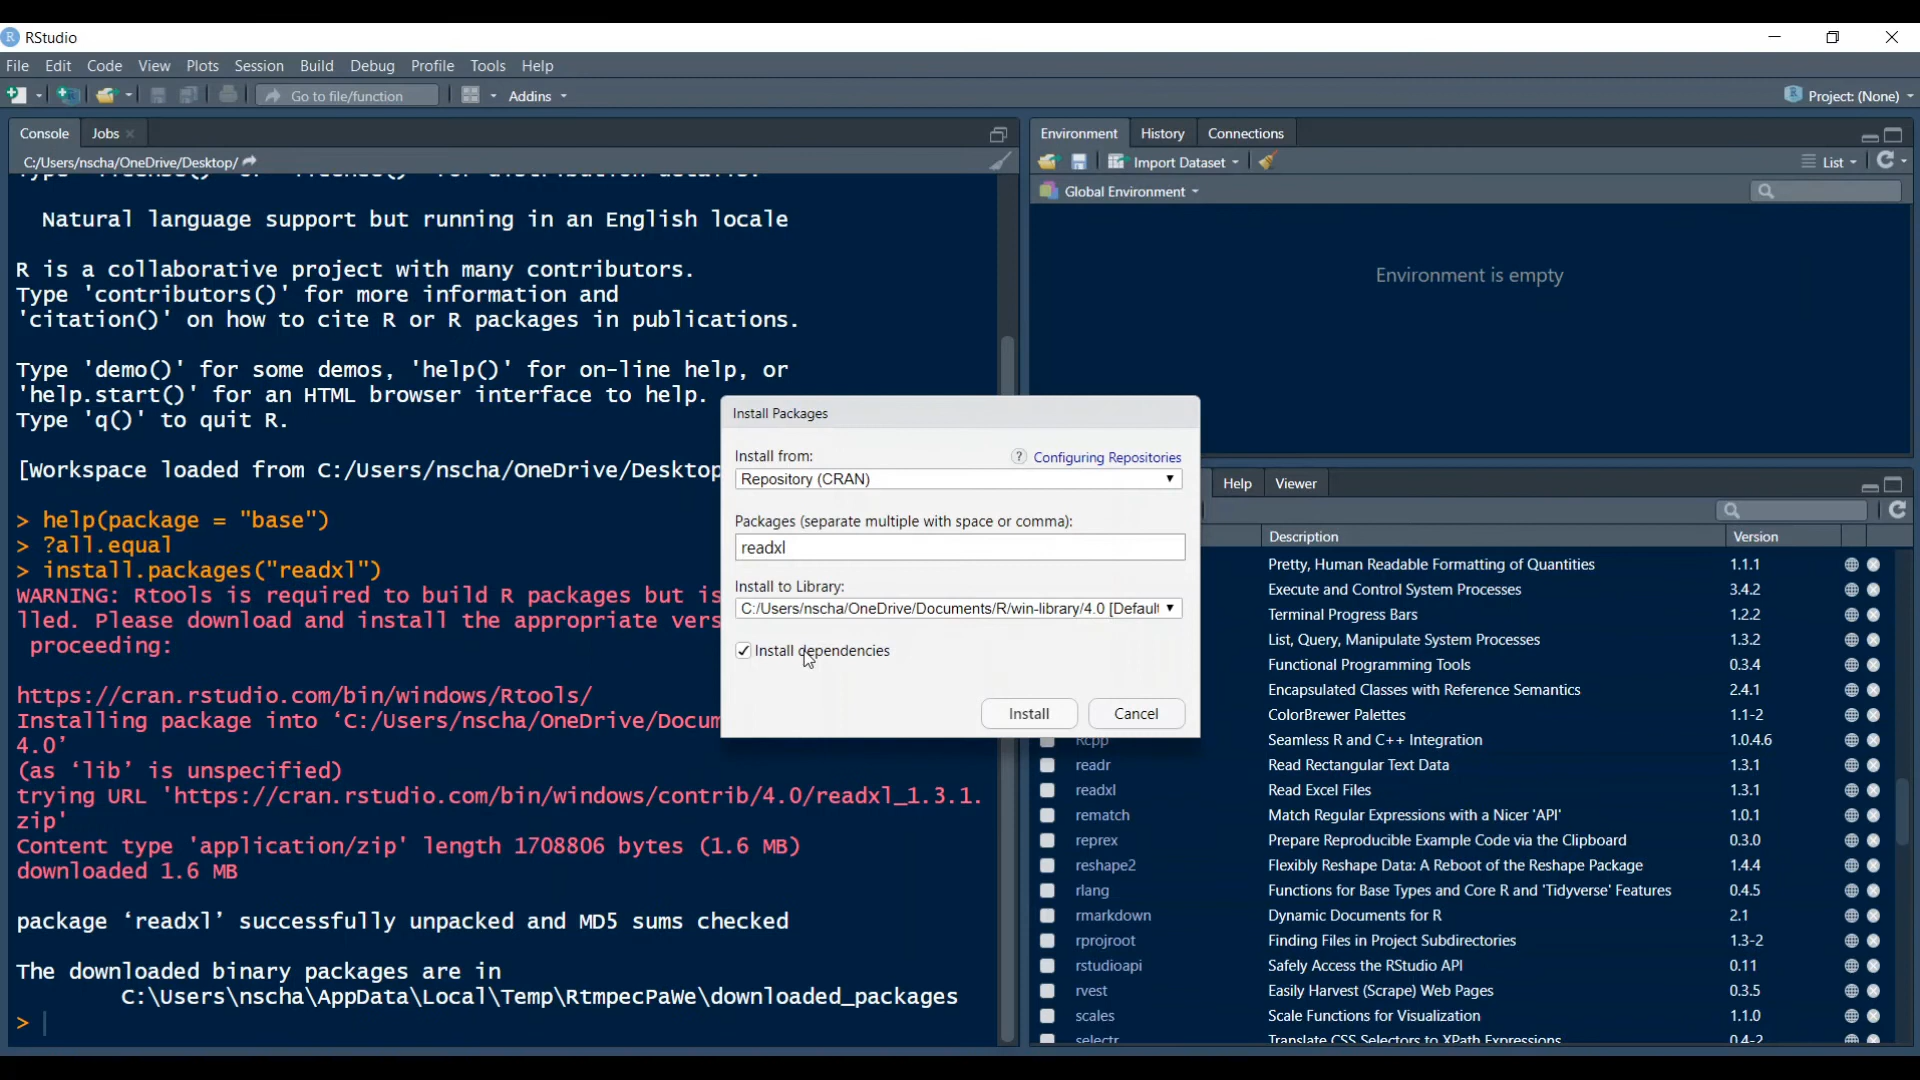 RStudio
File Edit Code View Plots Session Build Debug Profile Tools Help
Go to file/function Addins Project: (None)
Console Jobs
C:/Users/nscha/OneDrive/Desktop/
Natural language support but running in an English locale
R is a collaborative project with many contributors.
Type 'contributors()' for more information and
'citation()' on how to cite R or R packages in publications.
Type 'demo()' for some demos, 'help()' for on-line help, or
'help.start()' for an HTML browser interface to help.
Type 'q()' to quit R.
[Workspace loaded from C:/Users/nscha/OneDrive/Desktop
> help(package = "base")
> ?all.equal
> install.packages("readxl")
WARNING: Rtools is required to build R packages but is
lled. Please download and install the appropriate vers
proceeding:
https://cran.rstudio.com/bin/windows/Rtools/
Installing package into ‘C:/Users/nscha/OneDrive/Docum
4.0’
(as ‘lib’ is unspecified)
trying URL 'https://cran.rstudio.com/bin/windows/contrib/4.0/readxl_1.3.1.
zip'
Content type 'application/zip' length 1708806 bytes (1.6 MB)
downloaded 1.6 MB
package ‘readxl’ successfully unpacked and MD5 sums checked
The downloaded binary packages are in
C:\Users\nscha\AppData\Local\Temp\RtmpecPaWe\downloaded_packages
>
Install Packages
Install from: ? Configuring Repositories
Repository (CRAN)
Packages (separate multiple with space or comma):
readxl
Install to Library:
C:/Users/nscha/OneDrive/Documents/R/win-library/4.0 [Default
Install dependencies
Install Cancel
Environment History Connections
Import Dataset List
Global Environment
Environment is empty
Help Viewer
Description Version
Pretty, Human Readable Formatting of Quantities 1.1.1
Execute and Control System Processes 3.4.2
Terminal Progress Bars 1.2.2
List, Query, Manipulate System Processes 1.3.2
Functional Programming Tools 0.3.4
Encapsulated Classes with Reference Semantics 2.4.1
ColorBrewer Palettes 1.1-2
Rcpp Seamless R and C++ Integration 1.0.4.6
readr Read Rectangular Text Data 1.3.1
readxl Read Excel Files 1.3.1
rematch Match Regular Expressions with a Nicer 'API' 1.0.1
reprex Prepare Reproducible Example Code via the Clipboard 0.3.0
reshape2 Flexibly Reshape Data: A Reboot of the Reshape Package 1.4.4
rlang Functions for Base Types and Core R and 'Tidyverse' Features 0.4.5
rmarkdown Dynamic Documents for R 2.1
rprojroot Finding Files in Project Subdirectories 1.3-2
rstudioapi Safely Access the RStudio API 0.11
rvest Easily Harvest (Scrape) Web Pages 0.3.5
scales Scale Functions for Visualization 1.1.0
selectr Translate CSS Selectors to XPath Expressions 0.4-2